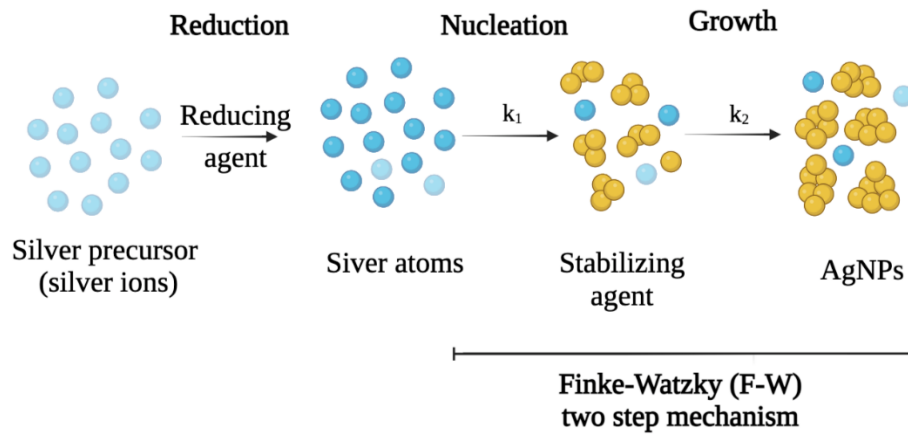 Reduction
Nucleation
Growth
Reducing
agent
k₁
k₂
Silver precursor
(silver ions)
Siver atoms
Stabilizing
agent
AgNPs
Finke-Watzky (F-W)
two step mechanism